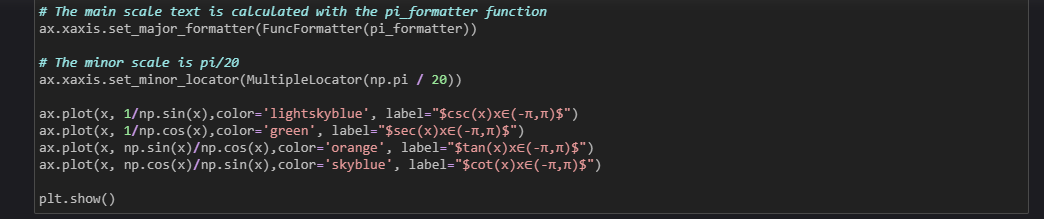 # The main scale text is calculated with the pi_formatter function
ax.xaxis.set_major_formatter(FuncFormatter(pi_formatter))
# The minor scale is pi/20
ax.xaxis.set_minor_locator(MultipleLocator(np.pi / 20))
ax.plot(x, 1/np.sin(x),color='lightskyblue', label="$csc(x)x∈(-π,π)$")
ax.plot(x, 1/np.cos(x),color='green', label="$sec(x)x∈(-π,π)$")
ax.plot(x, np.sin(x)/np.cos(x),color='orange', label="$tan(x)x∈(-π,π)$")
ax.plot(x, np.cos(x)/np.sin(x),color='skyblue', label="$cot(x)x∈(-π,π)$")
plt.show()